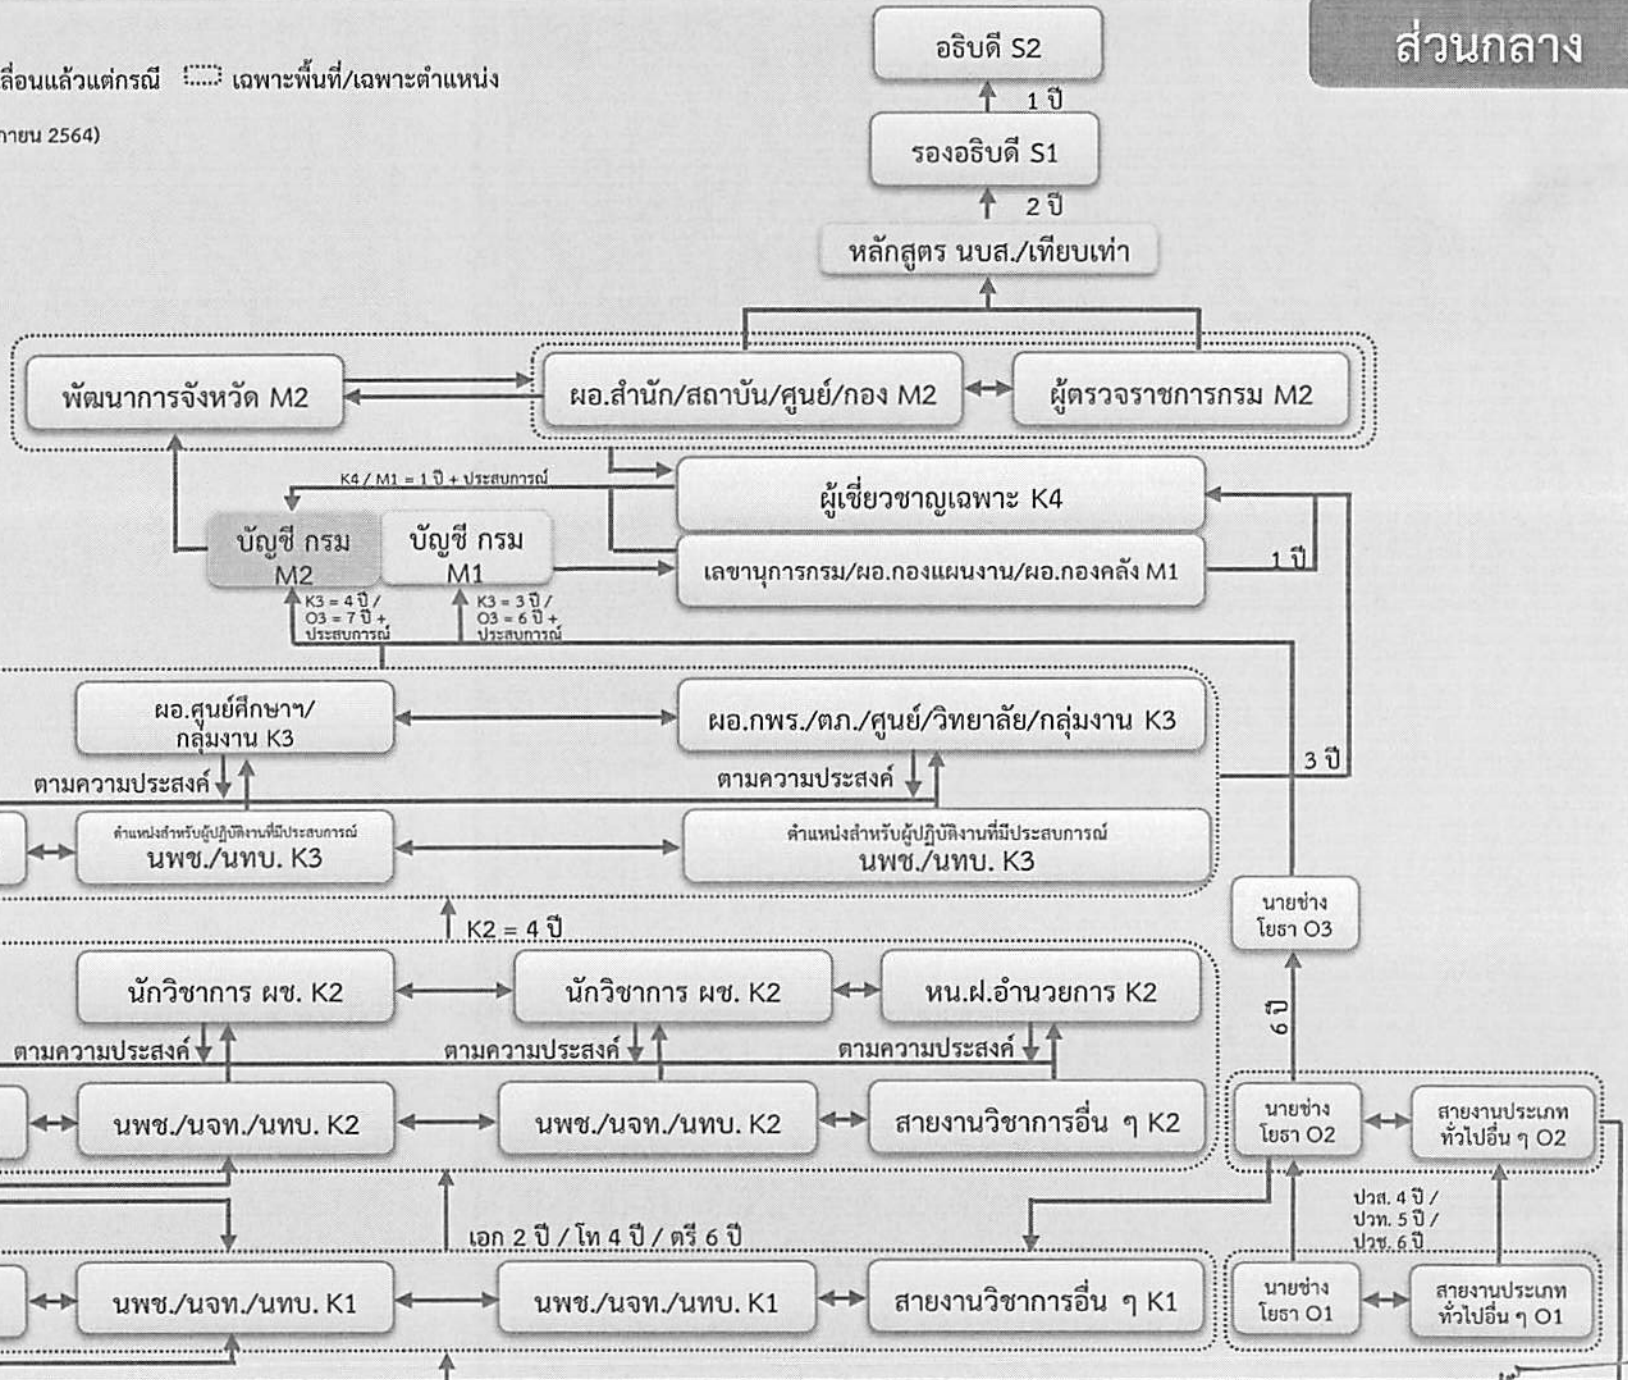 ส่วนกลาง
ลื่อนแล้วแต่กรณี
เฉพาะพื้นที่/เฉพาะตำแหน่ง
กายน 2564)
อธิบดี S2
1 ปี
รองอธิบดี S1
2 ปี
หลักสูตร นบส./เทียบเท่า
พัฒนาการจังหวัด M2
ผอ.สำนัก/สถาบัน/ศูนย์/กอง M2
ผู้ตรวจราชการกรม M2
K4 / M1 = 1 ปี + ประสบการณ์
ผู้เชี่ยวชาญเฉพาะ K4
บัญชี กรม
M2
บัญชี กรม
M1
เลขานุการกรม/ผอ.กองแผนงาน/ผอ.กองคลัง M1
1 ปี
K3 = 4 ปี /
O3 = 7 ปี +
ประสบการณ์
K3 = 3 ปี /
O3 = 6 ปี +
ประสบการณ์
ผอ.ศูนย์ศึกษาฯ/
กลุ่มงาน K3
ผอ.กพร./ตภ./ศูนย์/วิทยาลัย/กลุ่มงาน K3
3 ปี
ตามความประสงค์
ตามความประสงค์
ตำแหน่งสำหรับผู้ปฏิบัติงานที่มีประสบการณ์
นพช./นทบ. K3
ตำแหน่งสำหรับผู้ปฏิบัติงานที่มีประสบการณ์
นพช./นทบ. K3
นายช่าง
โยธา O3
K2 = 4 ปี
นักวิชาการ ผช. K2
นักวิชาการ ผช. K2
หน.ฝ.อำนวยการ K2
6 ปี
ตามความประสงค์
ตามความประสงค์
ตามความประสงค์
นพช./นจท./นทบ. K2
นพช./นจท./นทบ. K2
สายงานวิชาการอื่น ๆ K2
นายช่าง
โยธา O2
สายงานประเภท
ทั่วไปอื่น ๆ O2
ปวส. 4 ปี /
ปวท. 5 ปี /
ปวช. 6 ปี
เอก 2 ปี / โท 4 ปี / ตรี 6 ปี
นพช./นจท./นทบ. K1
นพช./นจท./นทบ. K1
สายงานวิชาการอื่น ๆ K1
นายช่าง
โยธา O1
สายงานประเภท
ทั่วไปอื่น ๆ O1